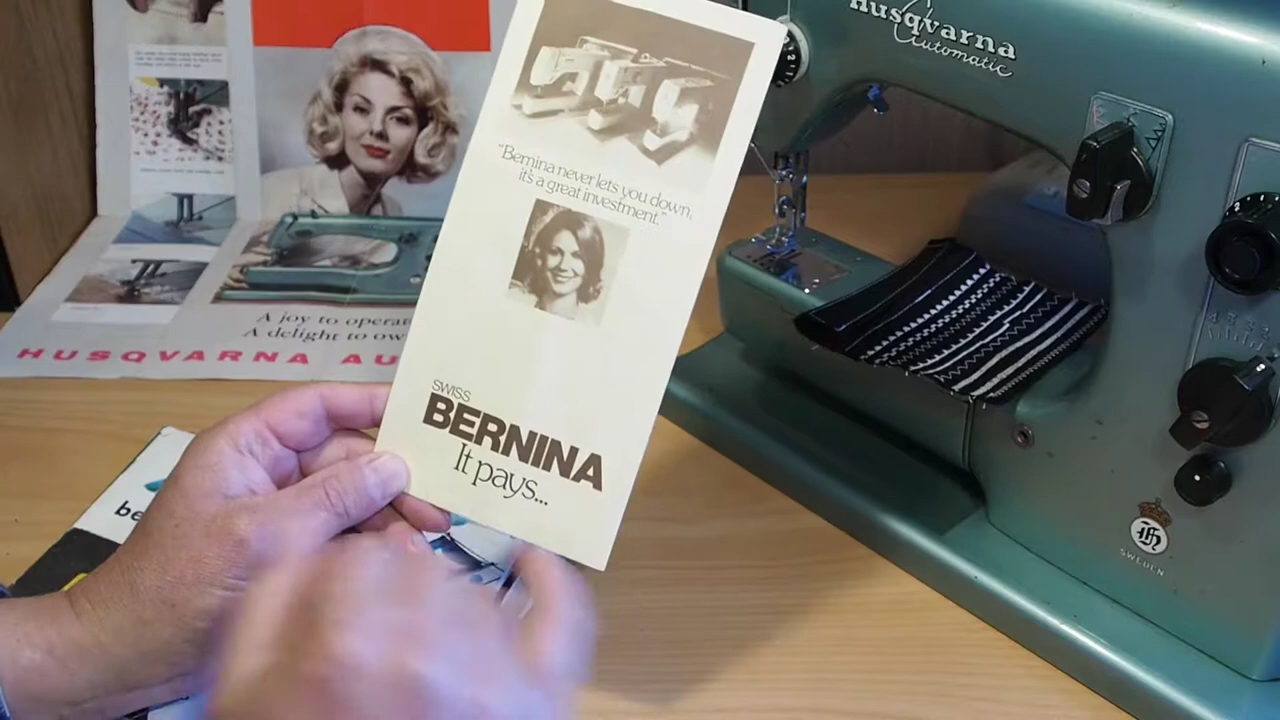 Husqvarna
Automatic
"Bernina never lets you down,
it's a great investment."
SWISS
BERNINA
It pays...
A joy to operat
A delight to ow
HUSQVARNA AU
be
SWEDEN